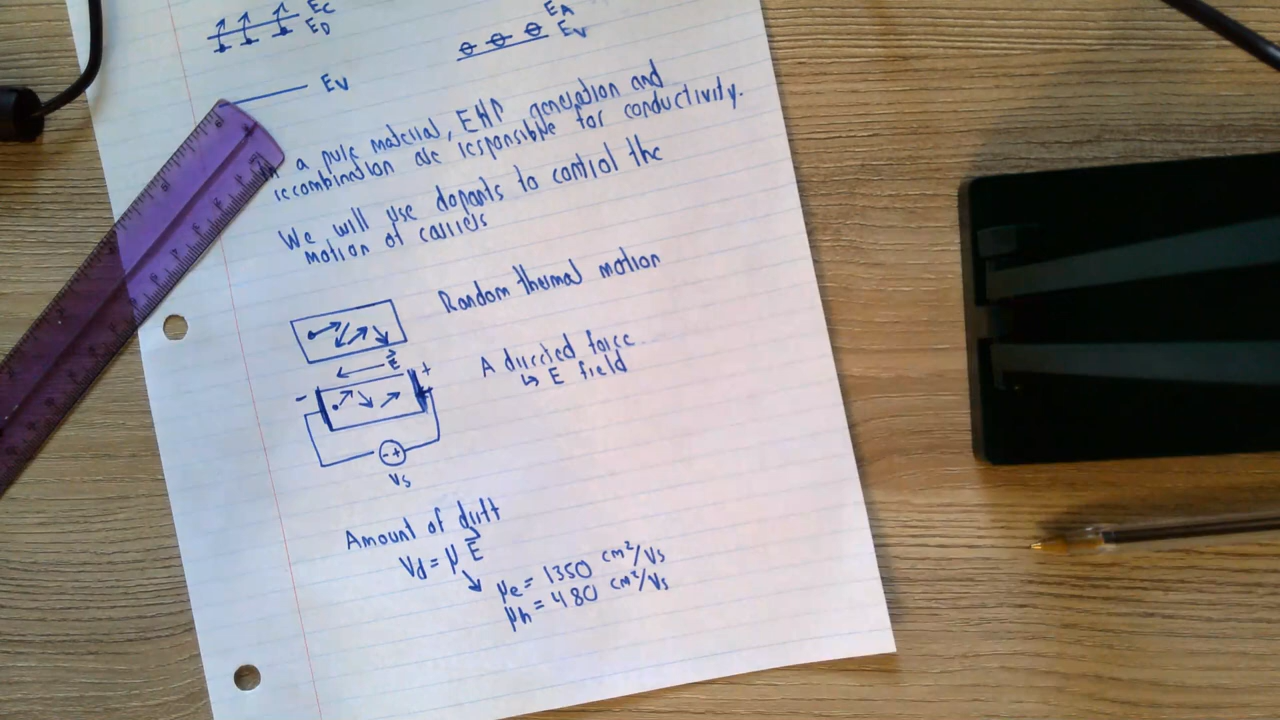 EC
ED
EA
EV
EV
a pure material, EHP generation and
recombination are responsible for conductivity.
We will use dopants to control the
motion of carriers
Random thermal motion
E
+
-
A directed force
↳ E field
- +
Vs
Amount of drift
Vd = μ E
μe = 1350 cm²/Vs
μh = 480 cm²/Vs